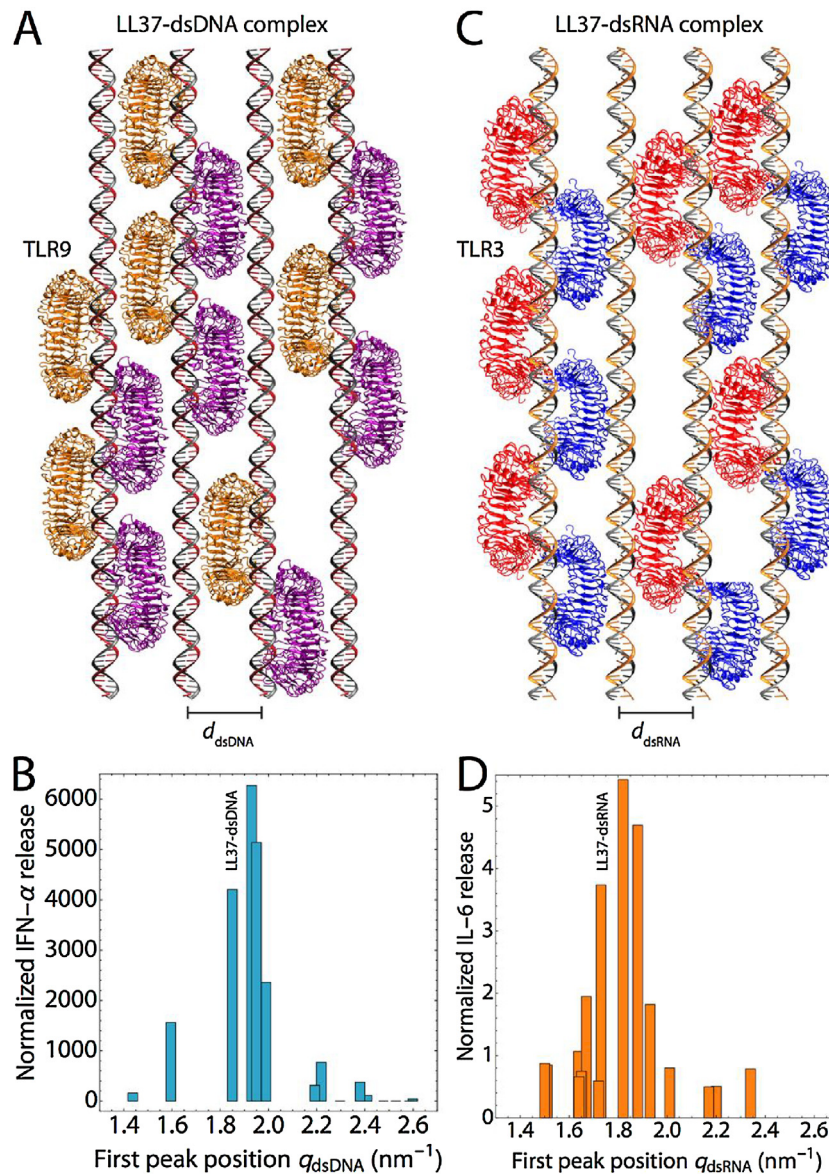 A
LL37-dsDNA complex
TLR9
d dsDNA
C
LL37-dsRNA complex
TLR3
d dsRNA
B
Normalized IFN−α release
6000
5000
4000
3000
2000
1000
0
LL37-dsDNA
1.4 1.6 1.8 2.0 2.2 2.4 2.6
First peak position q dsDNA (nm−1)
D
Normalized IL−6 release
5
4
3
2
1
0
LL37-dsRNA
1.4 1.6 1.8 2.0 2.2 2.4 2.6
First peak position q dsRNA (nm−1)